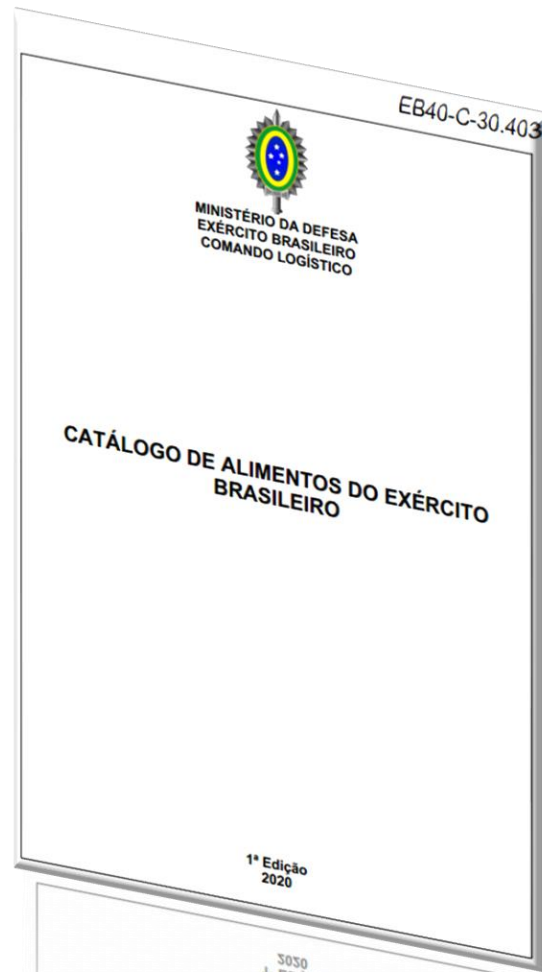 EB40-C-30.403
MINISTÉRIO DA DEFESA
EXÉRCITO BRASILEIRO
COMANDO LOGÍSTICO
CATÁLOGO DE ALIMENTOS DO EXÉRCITO
BRASILEIRO
1ª Edição
2020
2020